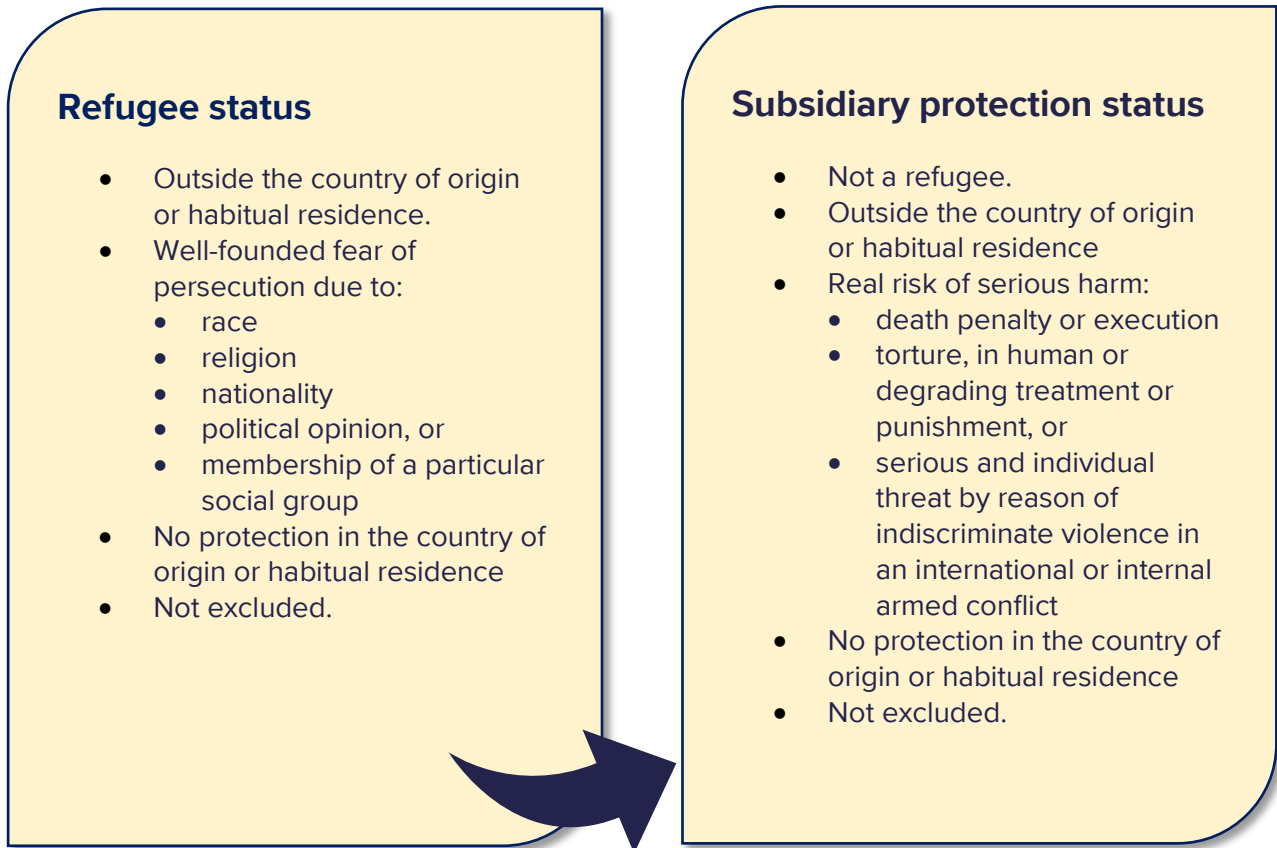 Refugee status
• Outside the country of origin
or habitual residence.
• Well-founded fear of
persecution due to:
• race
• religion
• nationality
• political opinion, or
• membership of a particular
social group
• No protection in the country of
origin or habitual residence
• Not excluded.
Subsidiary protection status
• Not a refugee.
• Outside the country of origin
or habitual residence
• Real risk of serious harm:
• death penalty or execution
• torture, in human or
degrading treatment or
punishment, or
• serious and individual
threat by reason of
indiscriminate violence in
an international or internal
armed conflict
• No protection in the country of
origin or habitual residence
• Not excluded.